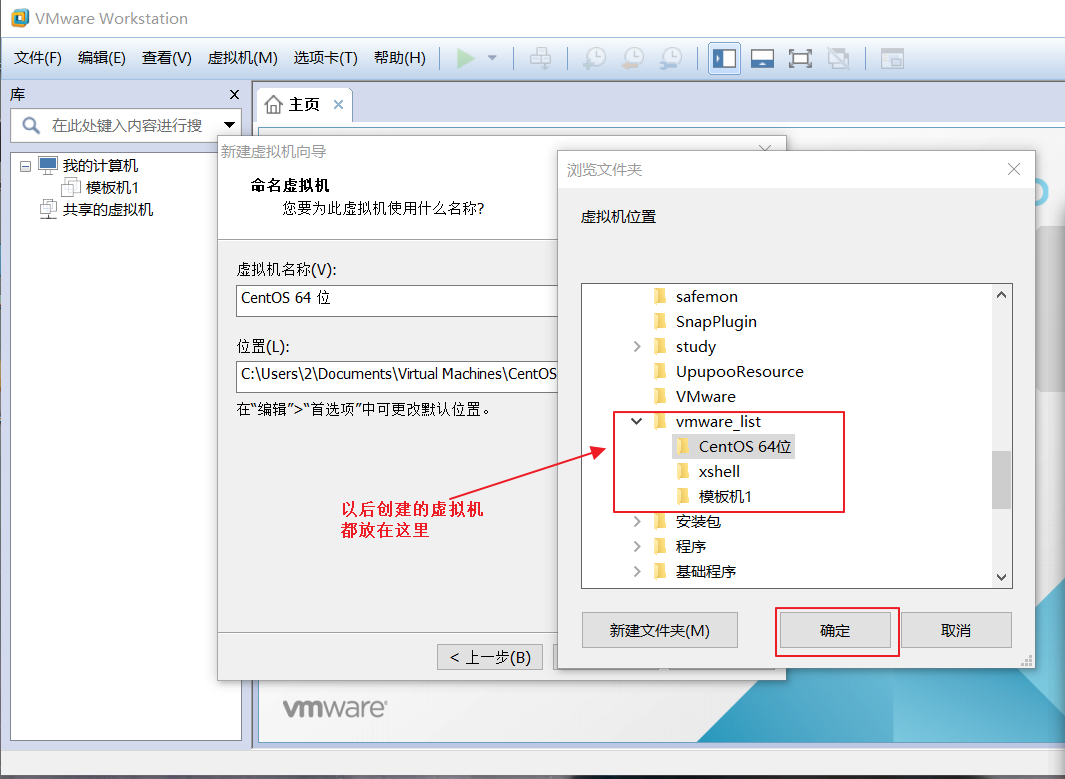 VMware Workstation
文件(F) 编辑(E) 查看(V) 虚拟机(M) 选项卡(T) 帮助(H)
库
在此处键入内容进行搜
我的计算机
模板机1
共享的虚拟机
主页
新建虚拟机向导
命名虚拟机
您要为此虚拟机使用什么名称?
虚拟机名称(V):
CentOS 64 位
位置(L):
C:\Users\2\Documents\Virtual Machines\CentOS
在“编辑”>“首选项”中可更改默认位置。
以后创建的虚拟机
都放在这里
< 上一步(B)
浏览文件夹
虚拟机位置
safemon
SnapPlugin
study
UpupooResource
VMware
vmware_list
CentOS 64位
xshell
模板机1
安装包
程序
基础程序
新建文件夹(M) 确定 取消
vmware